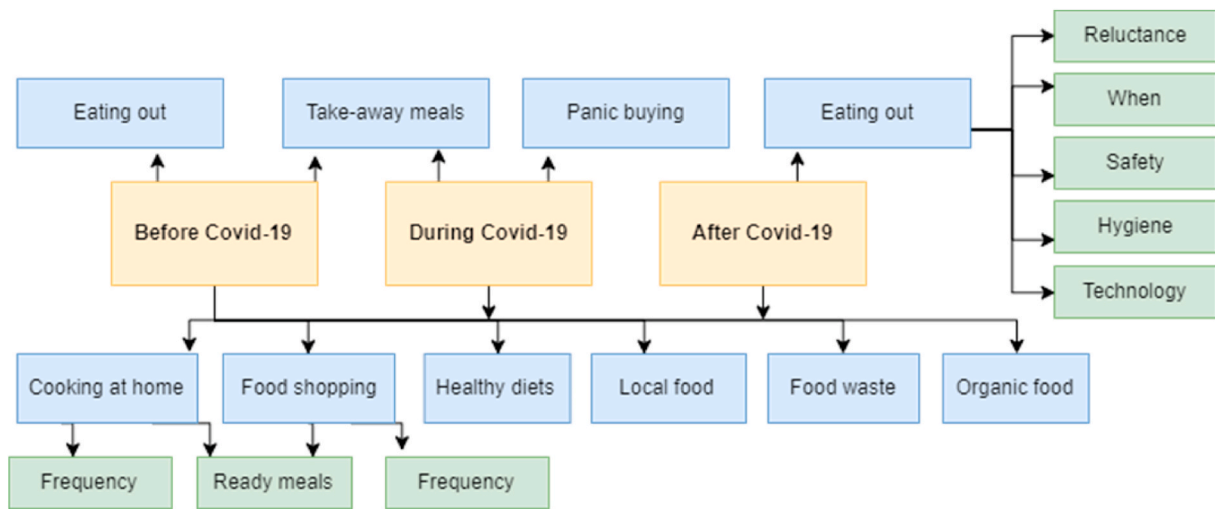 Reluctance
Eating out
Take-away meals
Panic buying
Eating out
When
Safety
Before Covid-19
During Covid-19
After Covid-19
Hygiene
Technology
Cooking at home
Food shopping
Healthy diets
Local food
Food waste
Organic food
Frequency
Ready meals
Frequency